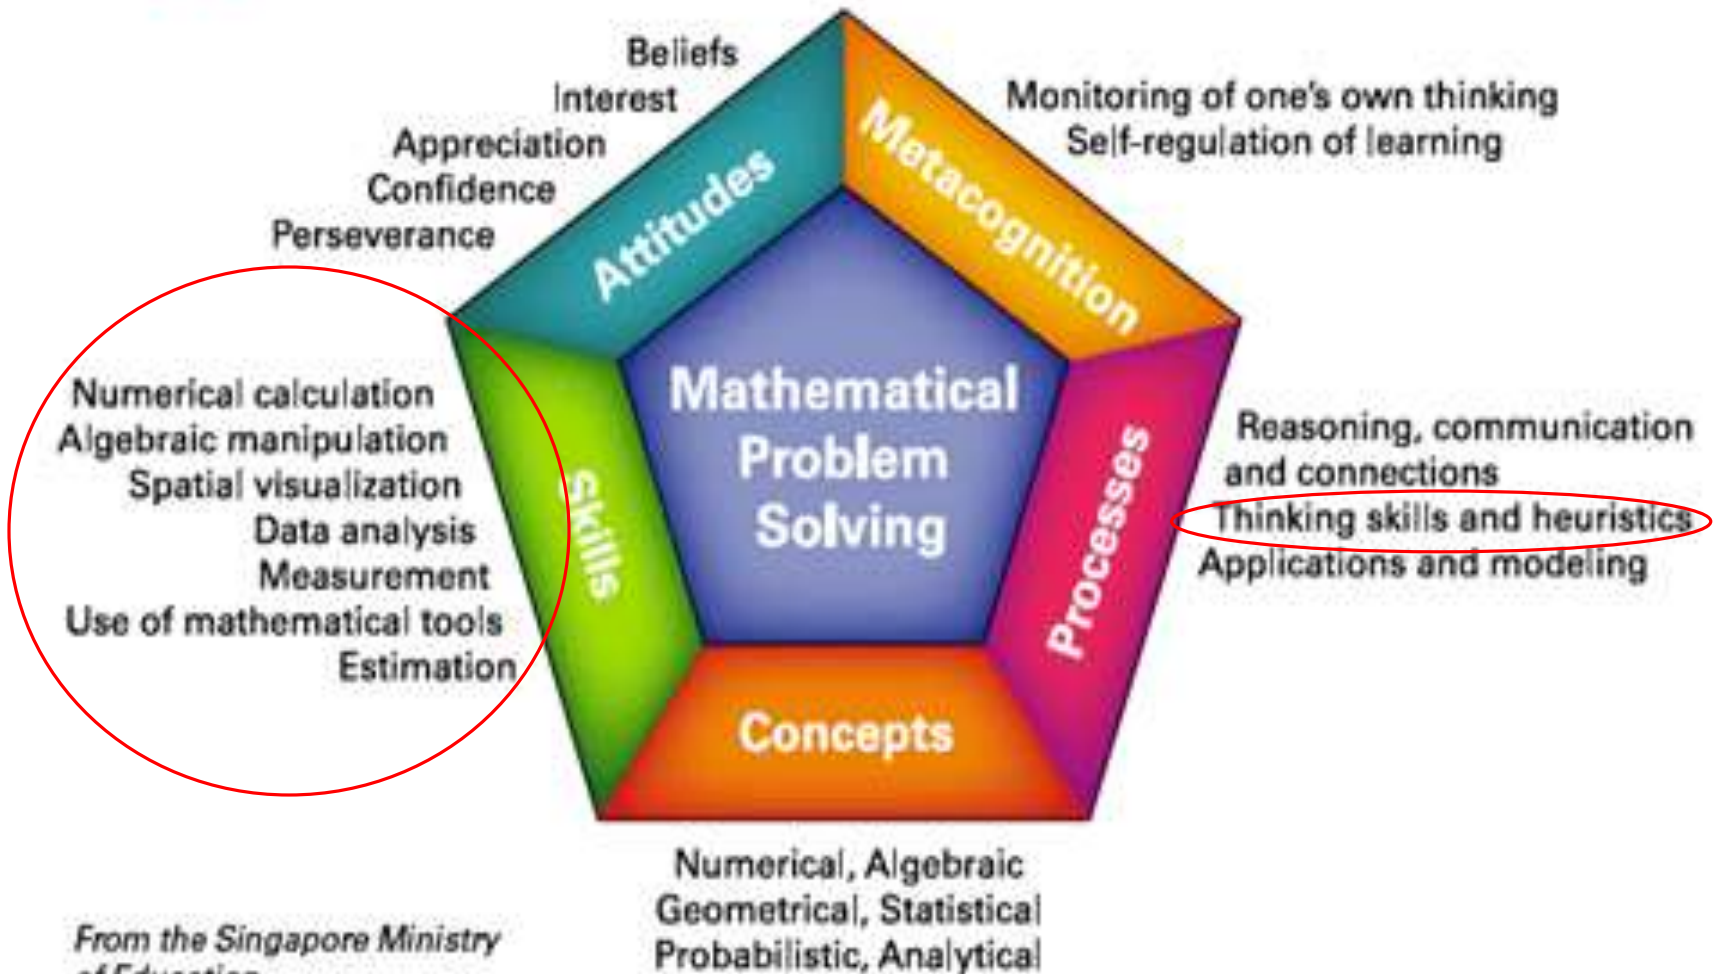 Beliefs
Interest
Appreciation
Confidence
Perseverance
Attitudes
Metacognition
Monitoring of one's own thinking
Self-regulation of learning
Numerical calculation
Algebraic manipulation
Spatial visualization
Data analysis
Measurement
Use of mathematical tools
Estimation
Skills
Mathematical
Problem
Solving
Processes
Reasoning, communication
and connections
Thinking skills and heuristics
Applications and modeling
Concepts
Numerical, Algebraic
Geometrical, Statistical
Probabilistic, Analytical
From the Singapore Ministry
of Education